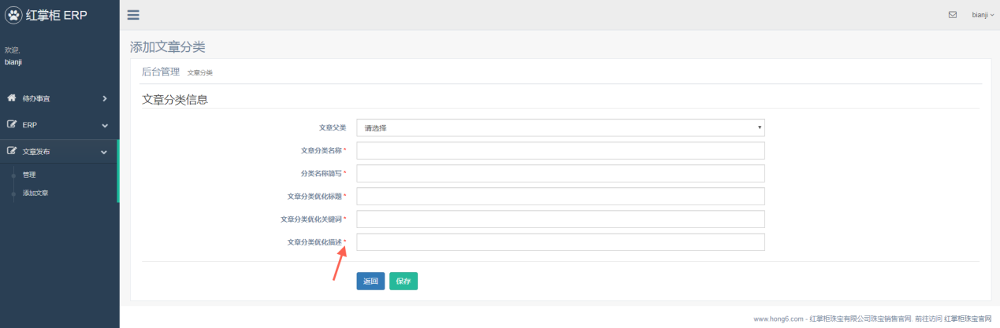 红掌柜 ERP
bianji
欢迎,
bianji
待办事宜
ERP
文章发布
管理
添加文章
添加文章分类
后台管理 文章分类
文章分类信息
文章父类 请选择
文章分类名称 *
分类名称简写 *
文章分类优化标题 *
文章分类优化关键词 *
文章分类优化描述 *
返回 保存
www.hong6.com - 红掌柜珠宝有限公司珠宝销售官网. 前往访问 红掌柜珠宝官网